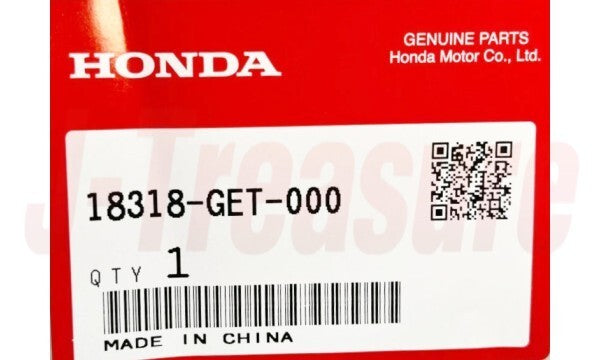 HONDA
GENUINE PARTS
Honda Motor Co., Ltd.
18318-GET-000
J-Treasure
QTY 1
MADE IN CHINA